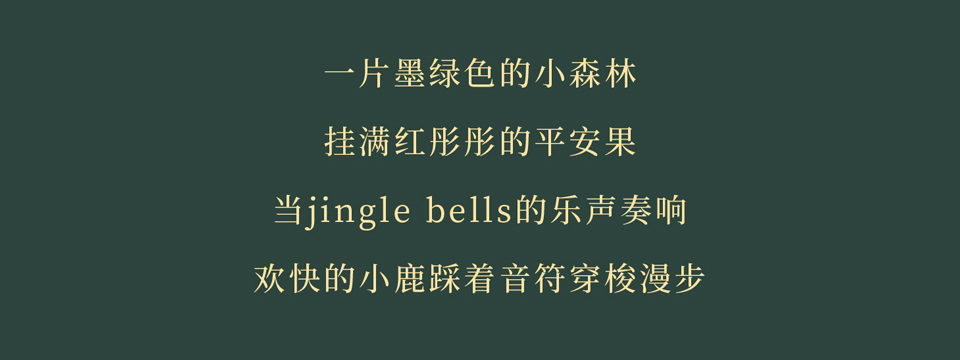 一片墨绿色的小森林
挂满红彤彤的平安果
当jingle bells的乐声奏响
欢快的小鹿踩着音符穿梭漫步